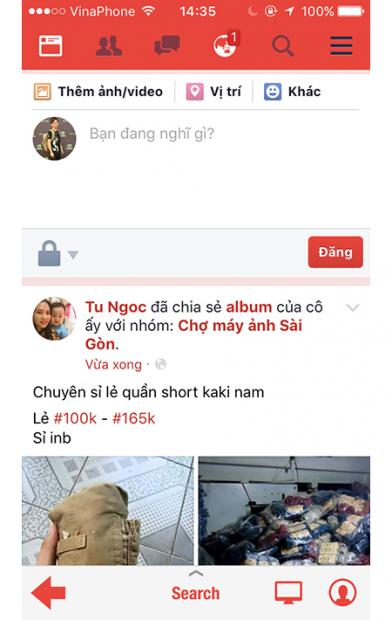 VinaPhone 14:35 100%
1
Thêm ảnh/video Vị trí Khác
Bạn đang nghĩ gì?
Đăng
Tu Ngoc đã chia sẻ album của cô
ấy với nhóm: Chợ máy ảnh Sài
Gòn.
Vừa xong ·
Chuyên sỉ lẻ quần short kaki nam
Lẻ #100k - #165k
Sỉ inb
Search